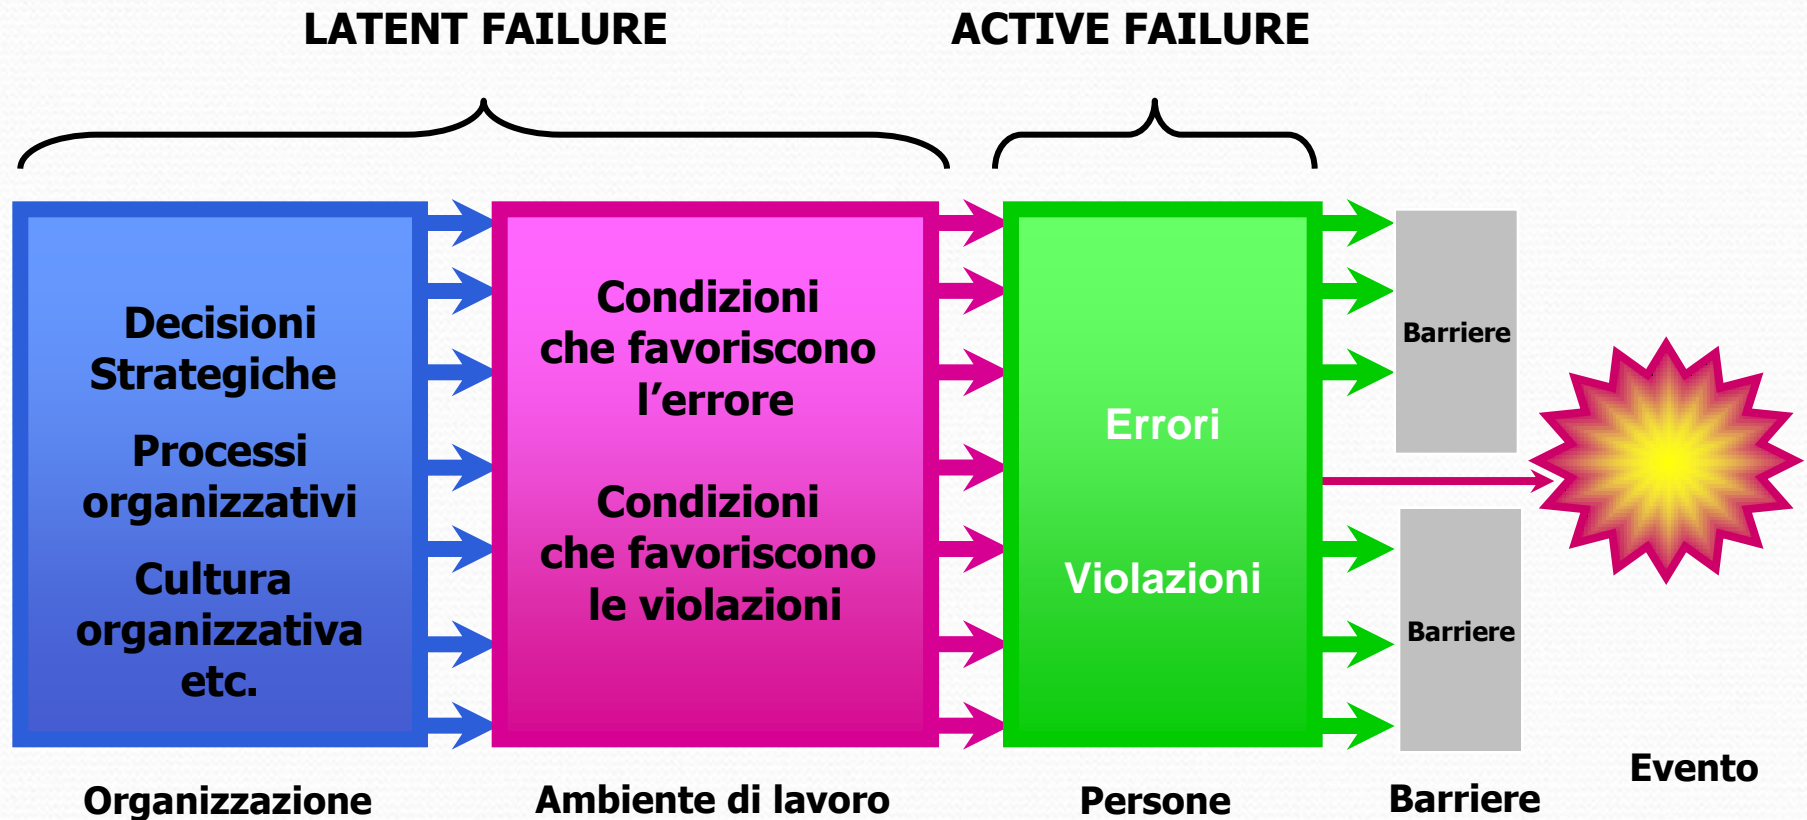 LATENT FAILURE
ACTIVE FAILURE
Decisioni
Strategiche
Processi
organizzativi
Cultura
organizzativa
etc.
Condizioni
che favoriscono
l’errore
Condizioni
che favoriscono
le violazioni
Errori
Violazioni
Barriere
Barriere
Organizzazione
Ambiente di lavoro
Persone
Barriere
Evento